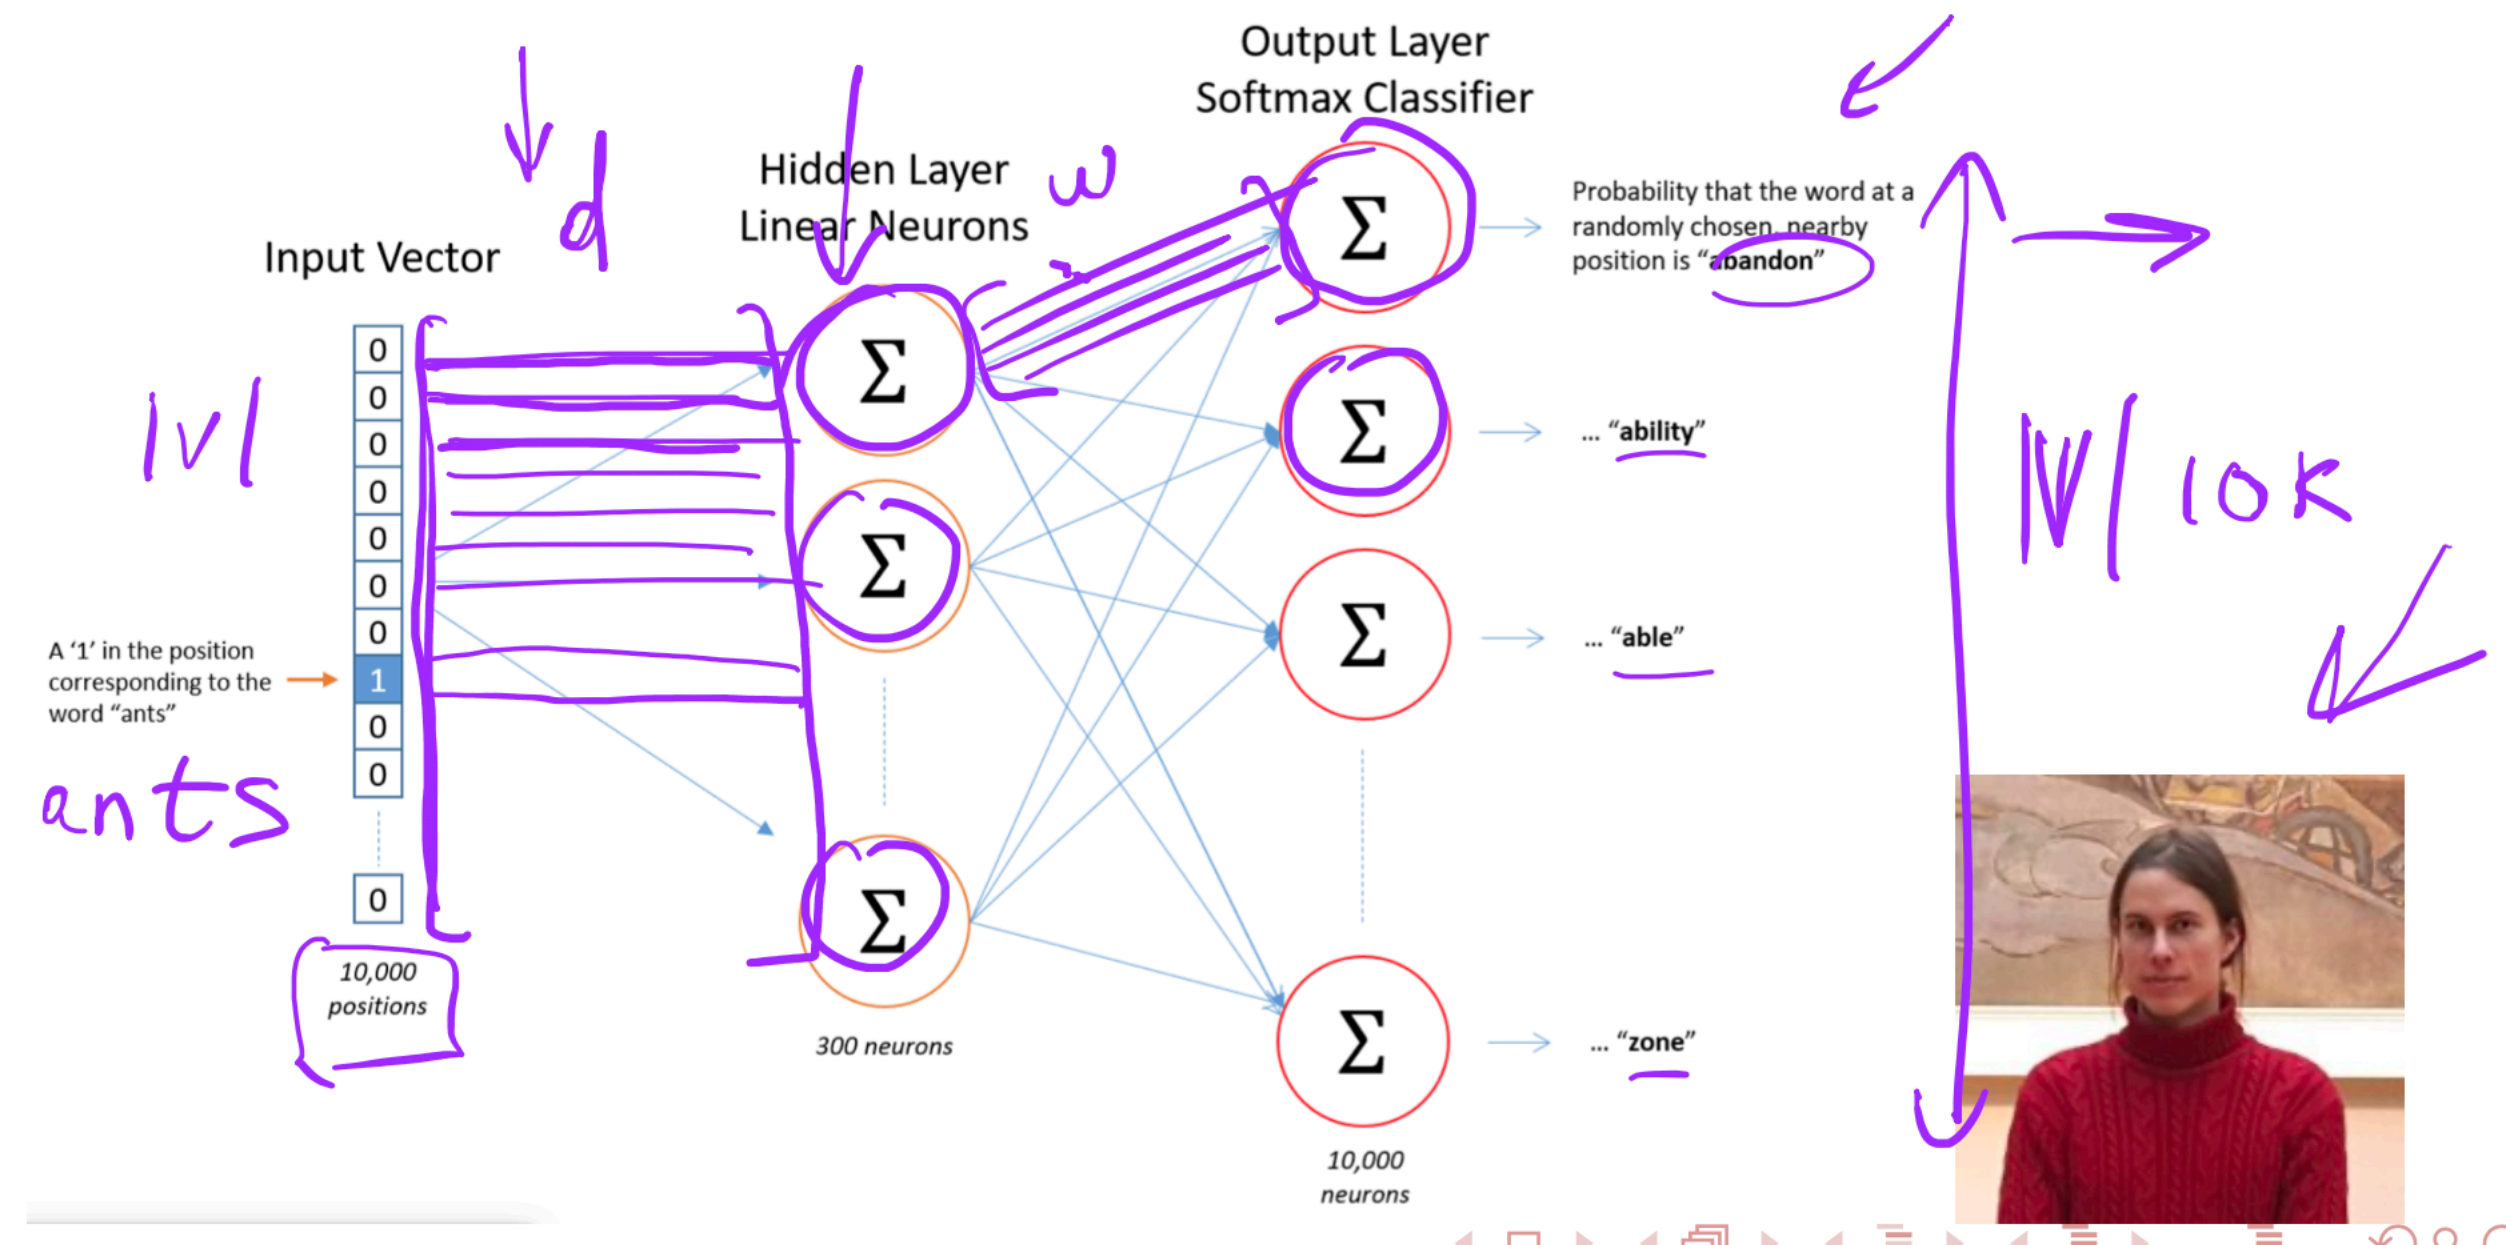 Output Layer
Softmax Classifier
Hidden Layer
Linear Neurons
Input Vector
d
w
|V|
0
0
0
0
0
0
0
1
0
0
0
A ‘1’ in the position
corresponding to the
word “ants”
ants
10,000
positions
Σ
Σ
Σ
300 neurons
Σ
Σ
Σ
Σ
10,000
neurons
Probability that the word at a
randomly chosen, nearby
position is “abandon”
... “ability”
... “able”
... “zone”
|V| 10K